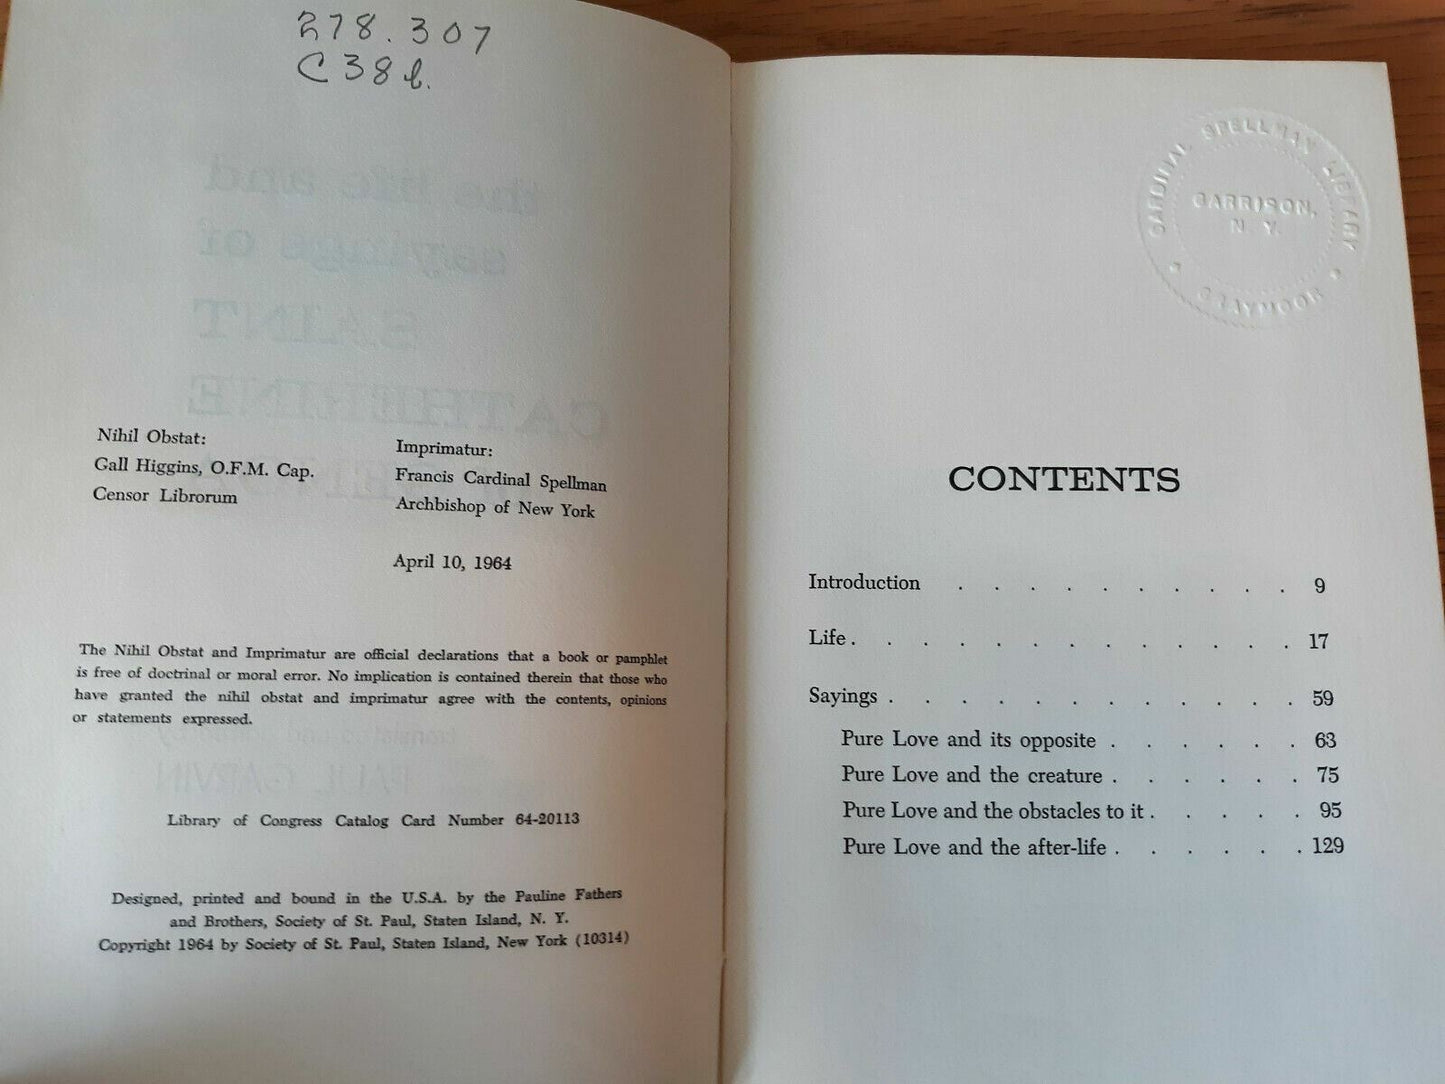 278.307
C38l.
Nihil Obstat:
Gall Higgins, O.F.M. Cap.
Censor Librorum
Imprimatur:
Francis Cardinal Spellman
Archbishop of New York
April 10, 1964
The Nihil Obstat and Imprimatur are official declarations that a book or pamphlet
is free of doctrinal or moral error. No implication is contained therein that those who
have granted the nihil obstat and imprimatur agree with the contents, opinions
or statements expressed.
Library of Congress Catalog Card Number 64-20113
Designed, printed and bound in the U.S.A. by the Pauline Fathers
and Brothers, Society of St. Paul, Staten Island, N. Y.
Copyright 1964 by Society of St. Paul, Staten Island, New York (10314)
CARDINAL SPELLMAN LIBRARY
GARRISON,
N. Y.
GRAYMOOR
CONTENTS
Introduction . . . . . . . . . . 9
Life . . . . . . . . . . . . . 17
Sayings . . . . . . . . . . . . 59
Pure Love and its opposite . . . . . . 63
Pure Love and the creature . . . . . . 75
Pure Love and the obstacles to it . . . . . 95
Pure Love and the after-life . . . . . . 129